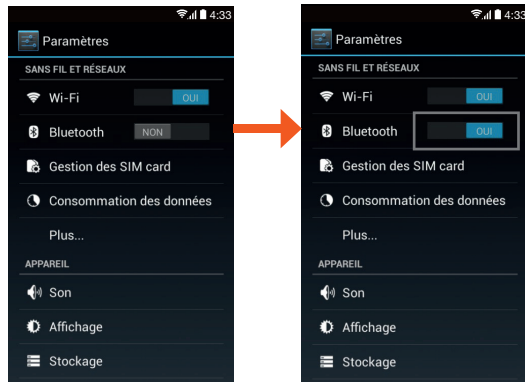 4:33
Paramètres
SANS FIL ET RÉSEAUX
Wi-Fi OUI
Bluetooth NON
Gestion des SIM card
Consommation des données
Plus...
APPAREIL
Son
Affichage
Stockage
4:33
Paramètres
SANS FIL ET RÉSEAUX
Wi-Fi OUI
Bluetooth OUI
Gestion des SIM card
Consommation des données
Plus...
APPAREIL
Son
Affichage
Stockage